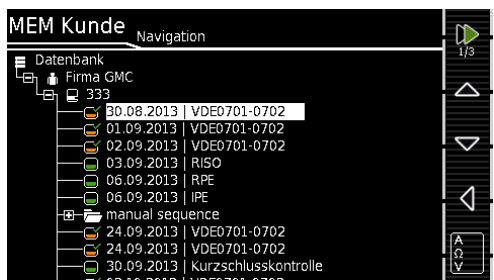 MEM Kunde
Navigation
1/3
Datenbank
Firma GMC
333
30.08.2013 | VDE0701-0702
01.09.2013 | VDE0701-0702
02.09.2013 | VDE0701-0702
03.09.2013 | RISO
06.09.2013 | RPE
06.09.2013 | IPE
manual sequence
24.09.2013 | VDE0701-0702
24.09.2013 | VDE0701-0702
30.09.2013 | Kurzschlusskontrolle
A
Ω
V